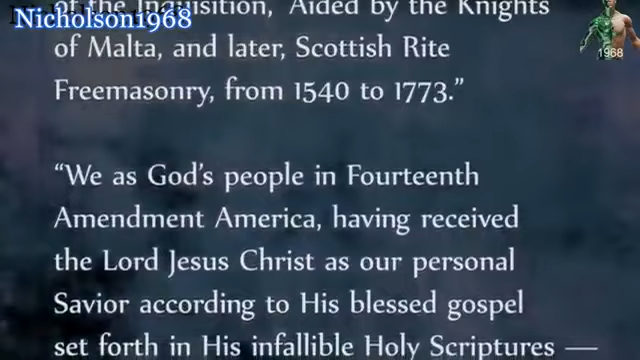 Nicholson1968
of the Inquisition, “Aided by the Knights
of Malta, and later, Scottish Rite
Freemasonry, from 1540 to 1773.”
“We as God’s people in Fourteenth
Amendment America, having received
the Lord Jesus Christ as our personal
Savior according to His blessed gospel
set forth in His infallible Holy Scriptures —
1968